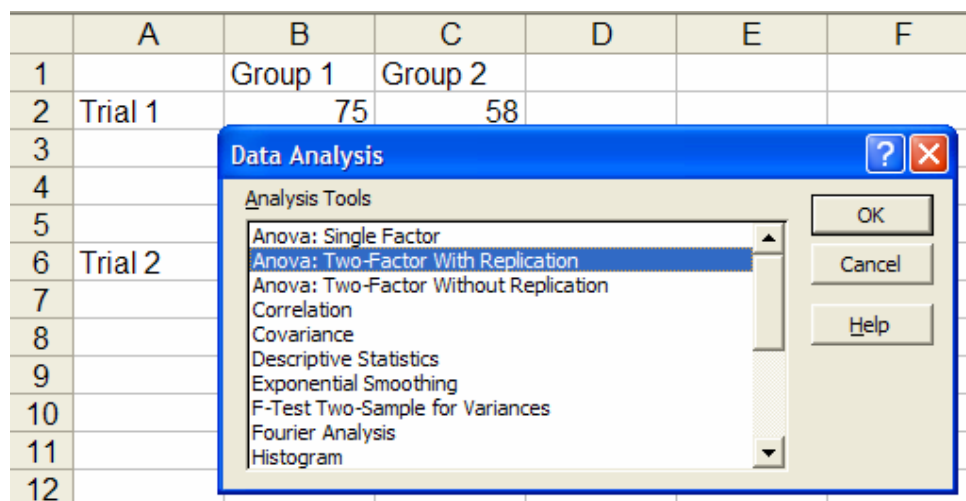 A B C D E F
1 Group 1 Group 2
2 Trial 1 75 58
3
Data Analysis
4
Analysis Tools
5
OK
Anova: Single Factor
6 Trial 2
Anova: Two-Factor With Replication
Cancel
Anova: Two-Factor Without Replication
7
Correlation
8
Covariance
Help
Descriptive Statistics
9
Exponential Smoothing
10
F-Test Two-Sample for Variances
Fourier Analysis
11
Histogram
12